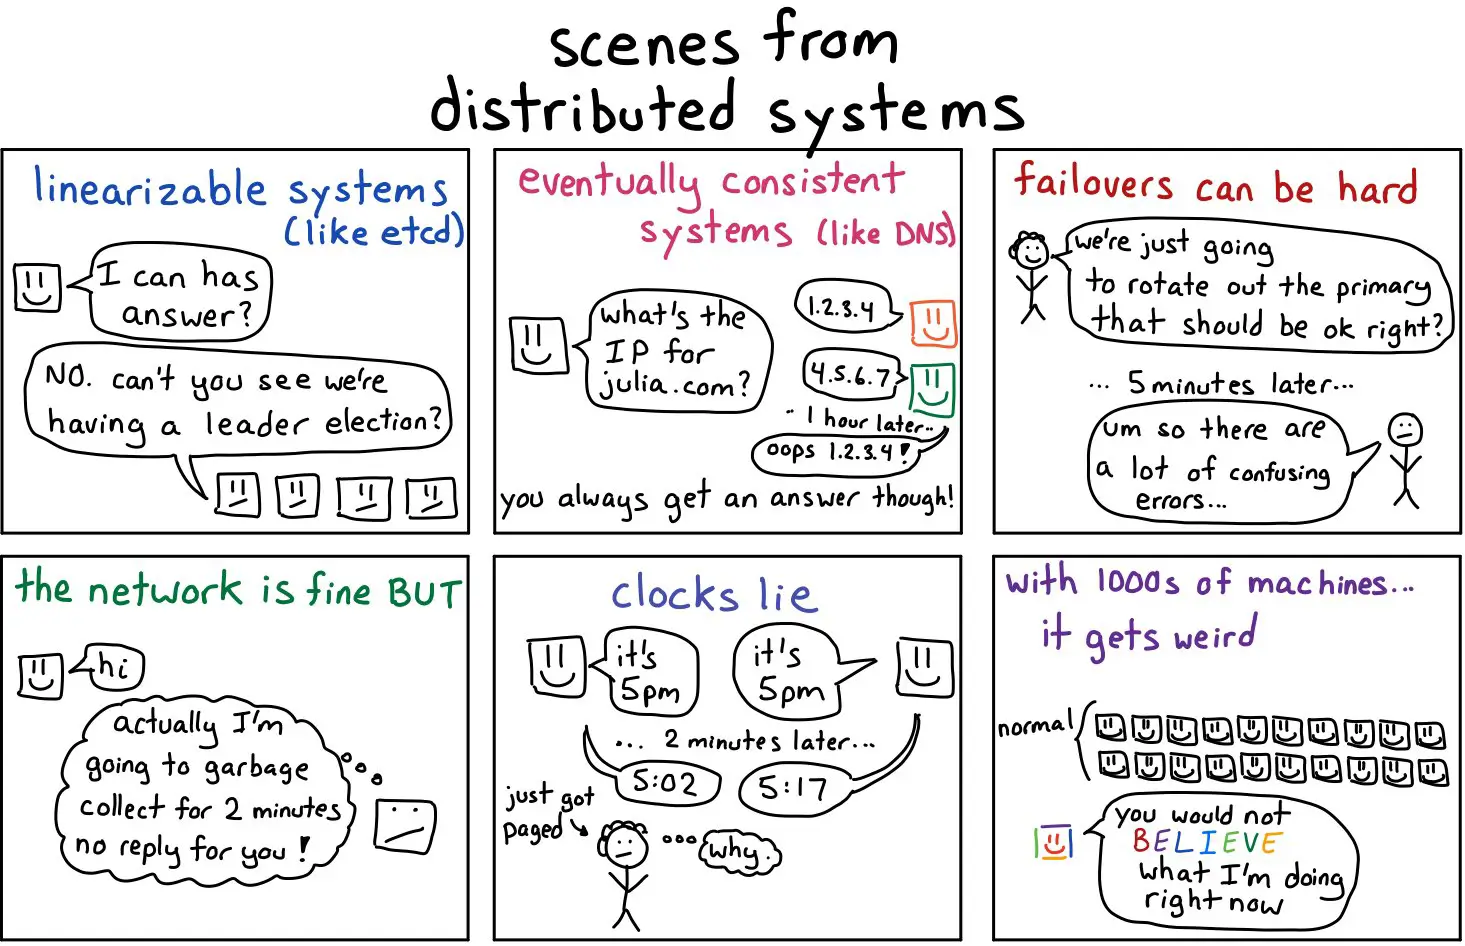 scenes from
distributed systems
linearizable systems
(like etcd)
I can has
answer?
NO. can't you see we're
having a leader election?
eventually consistent
systems (like DNS)
what's the
IP for
julia.com?
1.2.3.4
4.5.6.7
.. 1 hour later..
oops 1.2.3.4!
you always get an answer though!
failovers can be hard
we're just going
to rotate out the primary
that should be ok right?
... 5 minutes later...
um so there are
a lot of confusing
errors...
the network is fine BUT
hi
actually I'm
going to garbage
collect for 2 minutes
no reply for you!
clocks lie
it's
5pm
it's
5pm
... 2 minutes later...
5:02
5:17
just got
paged
why.
with 1000s of machines...
it gets weird
normal
you would not
BELIEVE
what I'm doing
right now